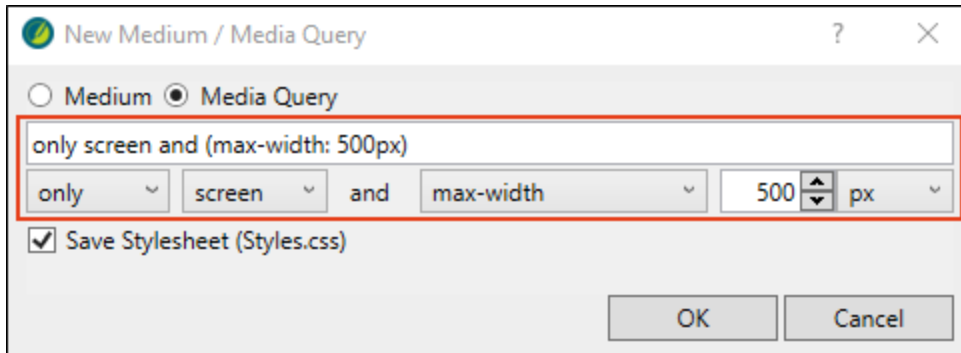 New Medium / Media Query
Medium Media Query
only screen and (max-width: 500px)
only screen and max-width 500 px
Save Stylesheet (Styles.css)
OK Cancel